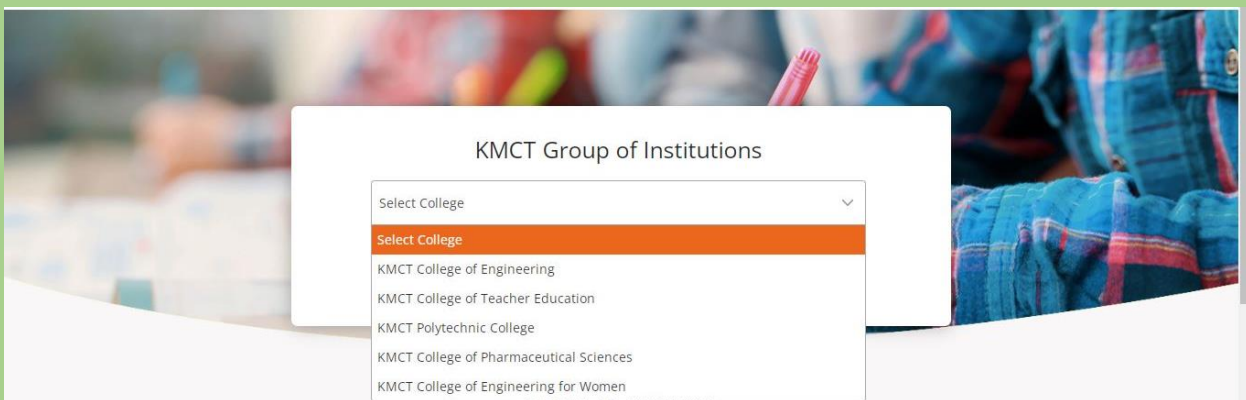 KMCT Group of Institutions
Select College
Select College
KMCT College of Engineering
KMCT College of Teacher Education
KMCT Polytechnic College
KMCT College of Pharmaceutical Sciences
KMCT College of Engineering for Women